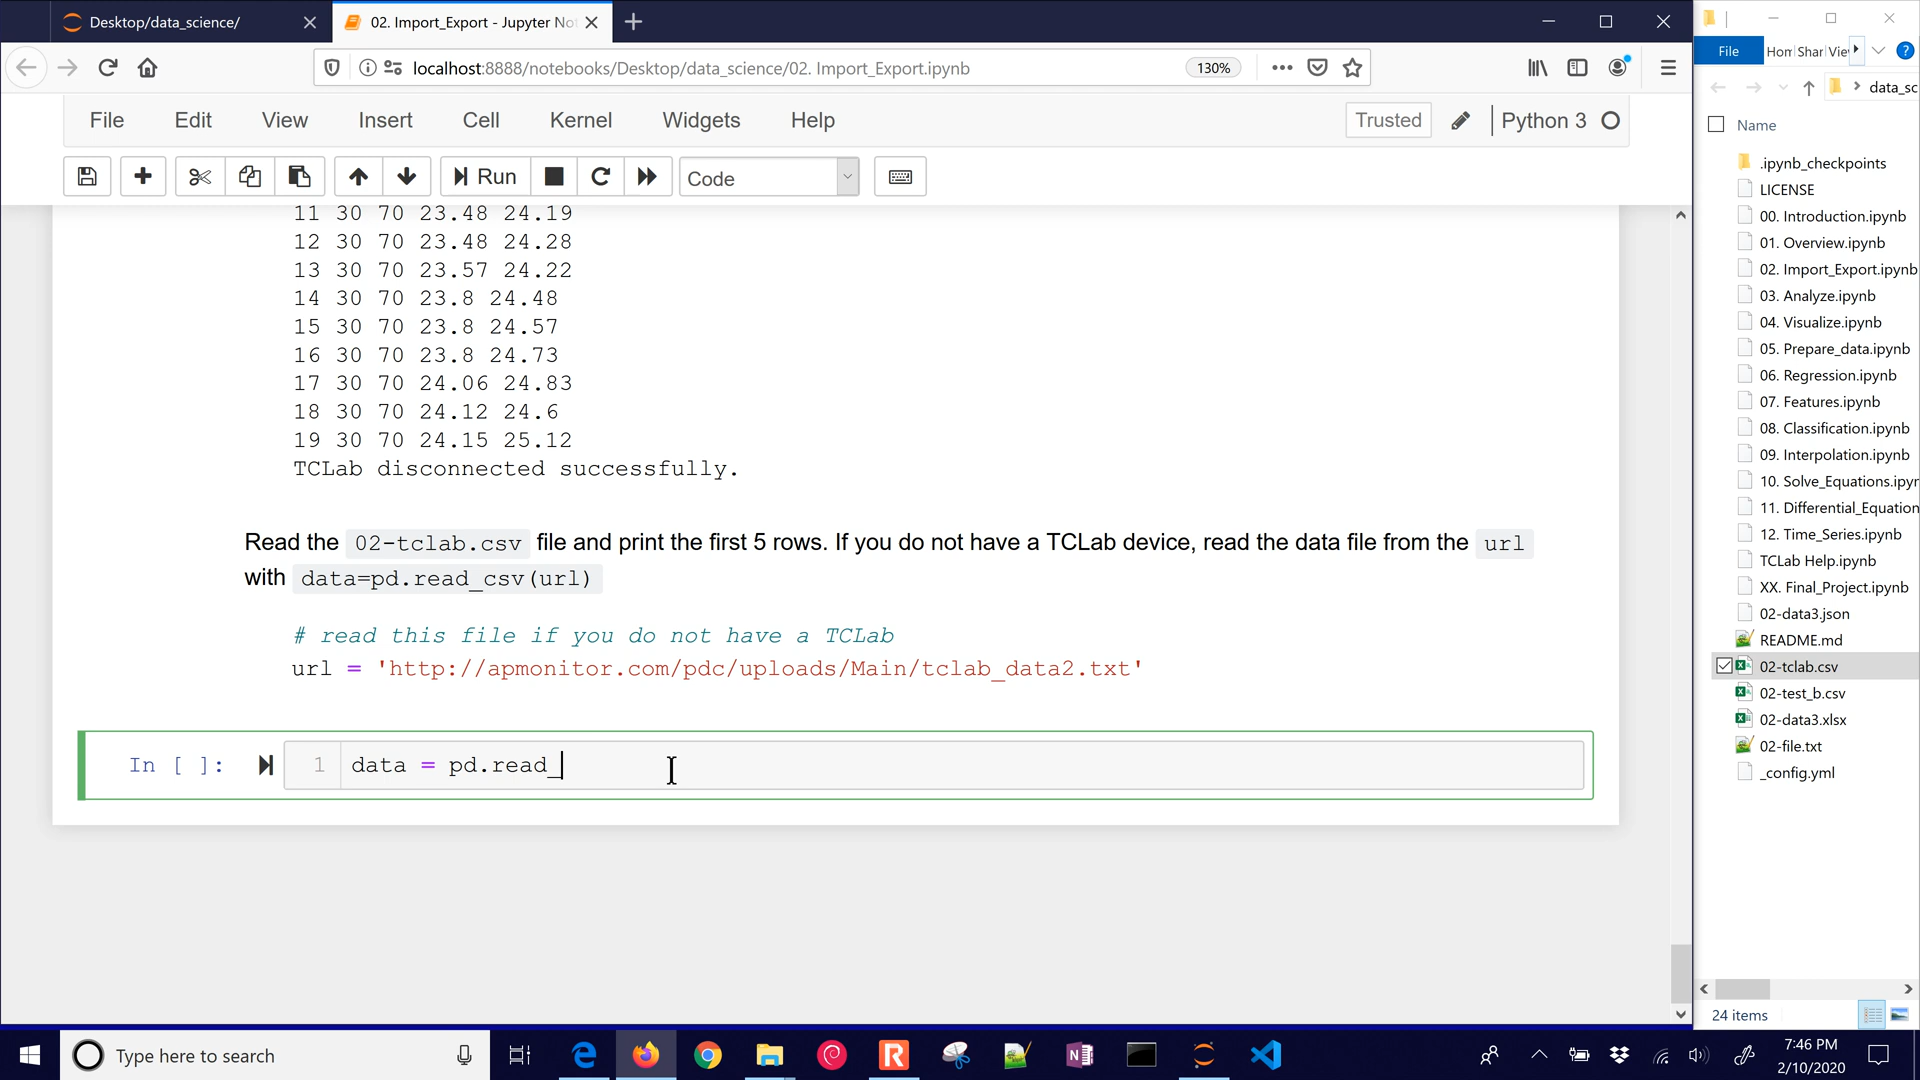 Desktop/data_science/
02. Import_Export - Jupyter No
localhost:8888/notebooks/Desktop/data_science/02. Import_Export.ipynb
130%
File Edit View Insert Cell Kernel Widgets Help
Trusted
Python 3
Run
Code
11 30 70 23.48 24.19
12 30 70 23.48 24.28
13 30 70 23.57 24.22
14 30 70 23.8 24.48
15 30 70 23.8 24.57
16 30 70 23.8 24.73
17 30 70 24.06 24.83
18 30 70 24.12 24.6
19 30 70 24.15 25.12
TCLab disconnected successfully.
Read the 02-tclab.csv file and print the first 5 rows. If you do not have a TCLab device, read the data file from the url
with data=pd.read_csv(url)
# read this file if you do not have a TCLab
url = 'http://apmonitor.com/pdc/uploads/Main/tclab_data2.txt'
In [ ]:
1 data = pd.read_
File Hom Shar Viev
?
data_sc
Name
.ipynb_checkpoints
LICENSE
00. Introduction.ipynb
01. Overview.ipynb
02. Import_Export.ipynb
03. Analyze.ipynb
04. Visualize.ipynb
05. Prepare_data.ipynb
06. Regression.ipynb
07. Features.ipynb
08. Classification.ipynb
09. Interpolation.ipynb
10. Solve_Equations.ipyr
11. Differential_Equation
12. Time_Series.ipynb
TCLab Help.ipynb
XX. Final_Project.ipynb
02-data3.json
README.md
02-tclab.csv
02-test_b.csv
02-data3.xlsx
02-file.txt
_config.yml
24 items
Type here to search
7:46 PM
2/10/2020